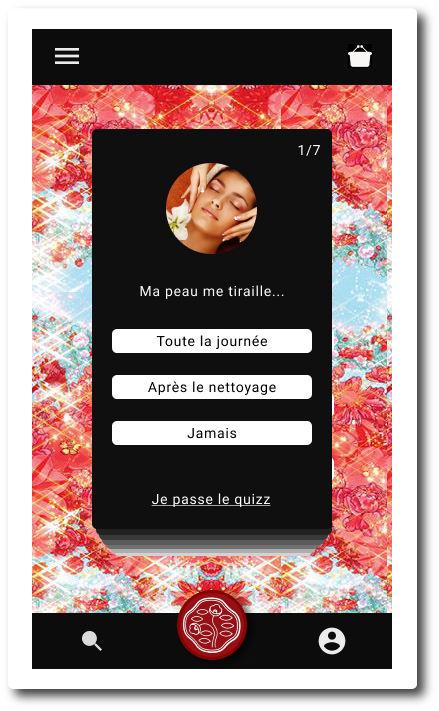 1/7
Ma peau me tiraille...
Toute la journée
Après le nettoyage
Jamais
Je passe le quizz